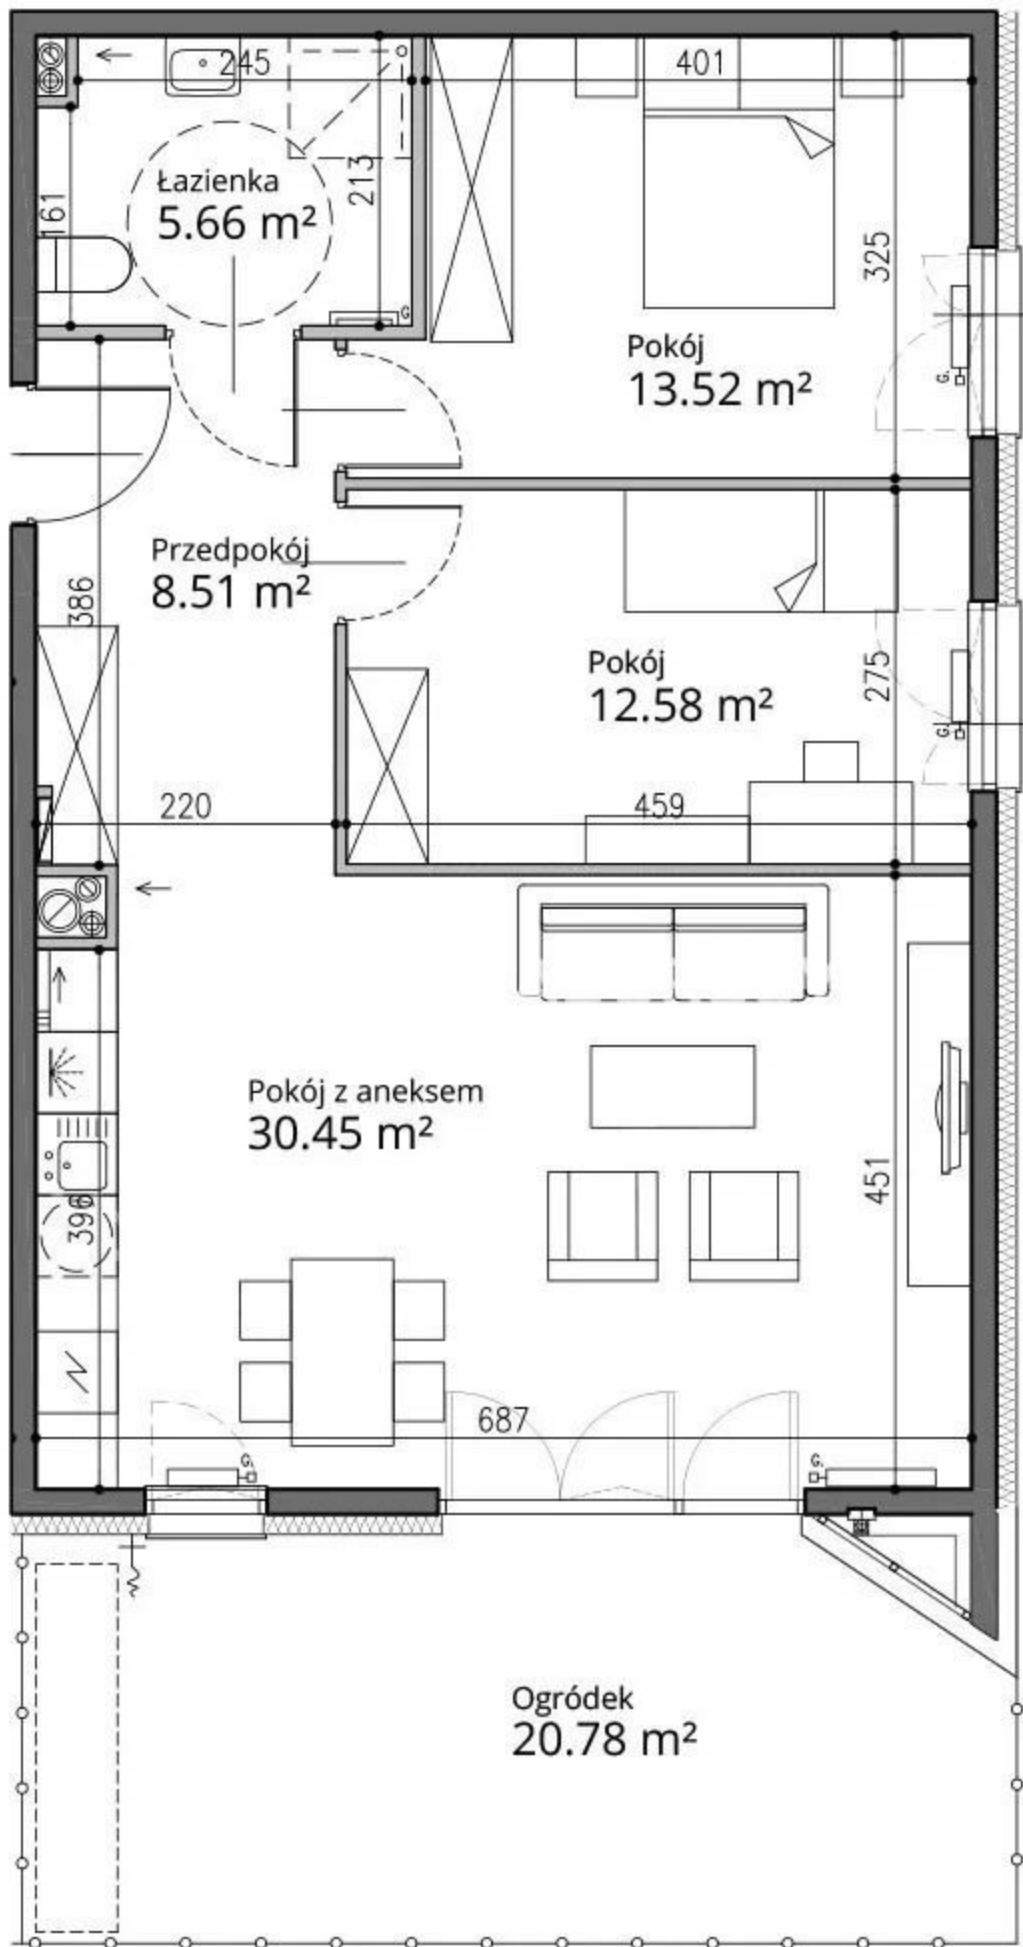 245
401
Łazienka
5.66 m²
213
161
325
G.
Pokój
13.52 m²
G.
Przedpokój
8.51 m²
386
Pokój
12.58 m²
275
G.
220
459
Pokój z aneksem
30.45 m²
451
396
687
G.
G.
Ogródek
20.78 m²